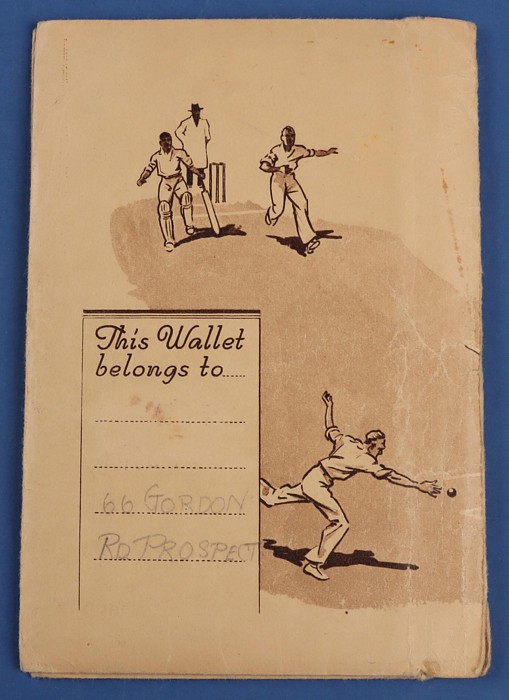 This Wallet
belongs to......
66 GORDON
RD PROSPECT